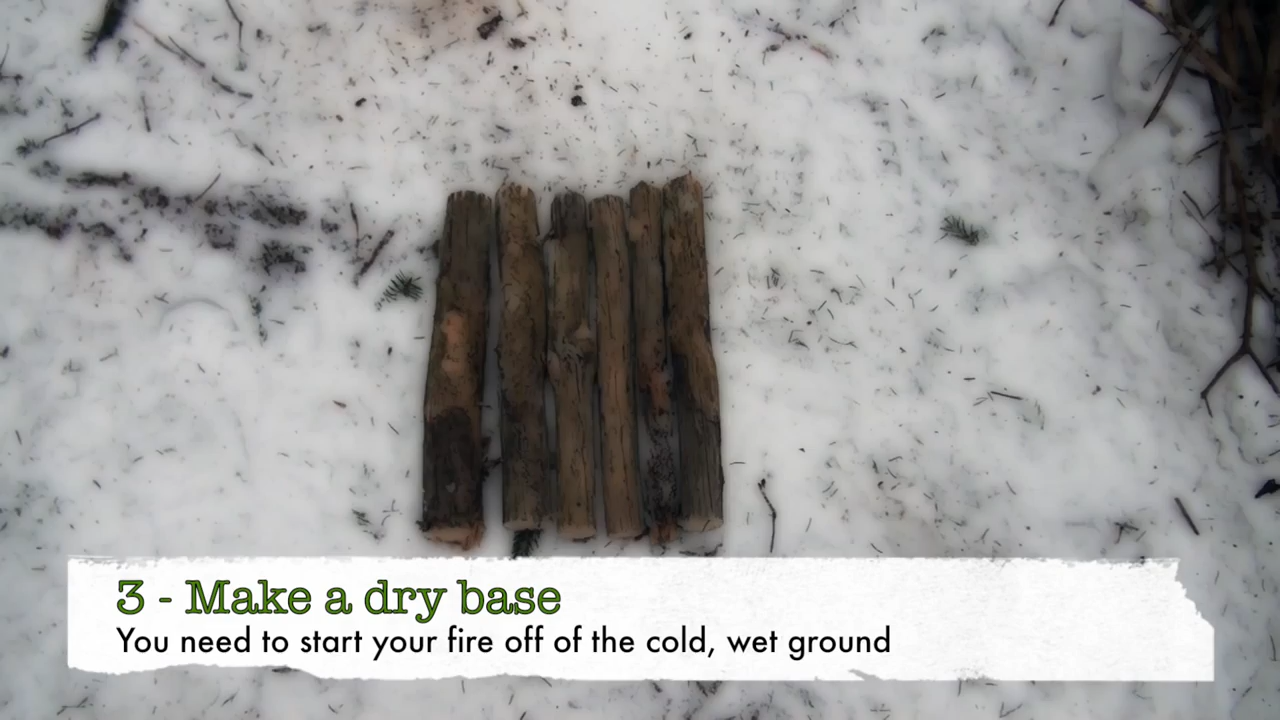 3 - Make a dry base
You need to start your fire off of the cold, wet ground